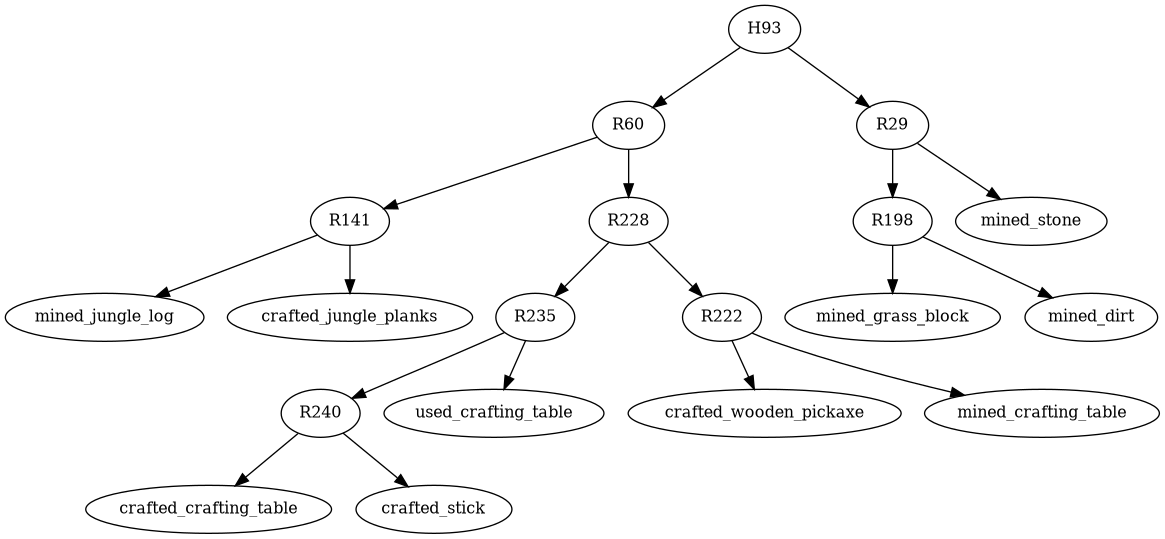 H93
R60
R29
R141
R228
R198
mined_stone
mined_jungle_log
crafted_jungle_planks
R235
R222
mined_grass_block
mined_dirt
R240
used_crafting_table
crafted_wooden_pickaxe
mined_crafting_table
crafted_crafting_table
crafted_stick